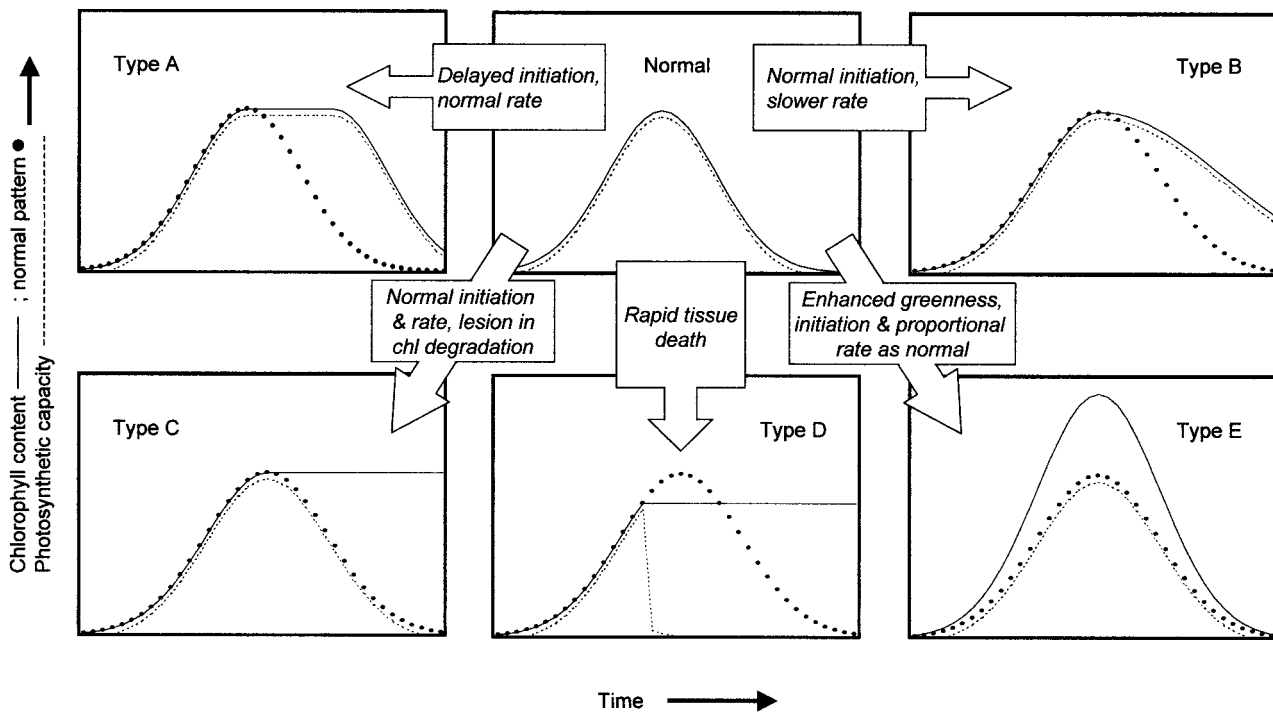 Type A
Delayed initiation,
normal rate
Normal
Normal initiation,
slower rate
Type B
Chlorophyll content ——— ; normal pattern ●
Photosynthetic capacity ----------
Normal initiation
& rate, lesion in
chl degradation
Rapid tissue
death
Enhanced greenness,
initiation & proportional
rate as normal
Type C
Type D
Type E
Time